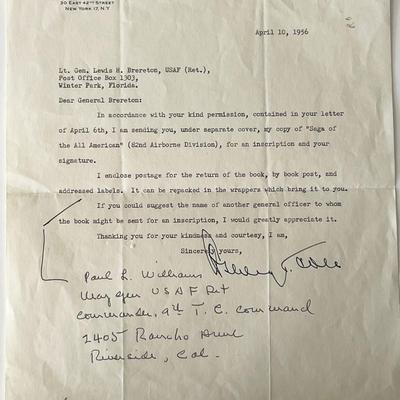 30 EAST 42ND STREET
NEW YORK 17, N.Y.
April 10, 1956
Lt. Gen. Lewis H. Brereton, USAF (Ret.),
Post Office Box 1303,
Winter Park, Florida.
Dear General Brereton:
In accordance with your kind permission, contained in your letter
of April 6th, I am sending you, under separate cover, my copy of "Saga of
the All American" (82nd Airborne Division), for an inscription and your
signature.
I enclose postage for the return of the book, by book post, and
addressed labels. It can be repacked in the wrappers which bring it to you.
If you could suggest the name of another general officer to whom
the book might be sent for an inscription, I would greatly appreciate it.
Thanking you for your kindness and courtesy, I am,
Sincerely yours,
Paul L. Williams
Maj Gen USAF Ret
Commander, 9th T. C. Command
2405 Rancho Drive
Riverside, Cal.